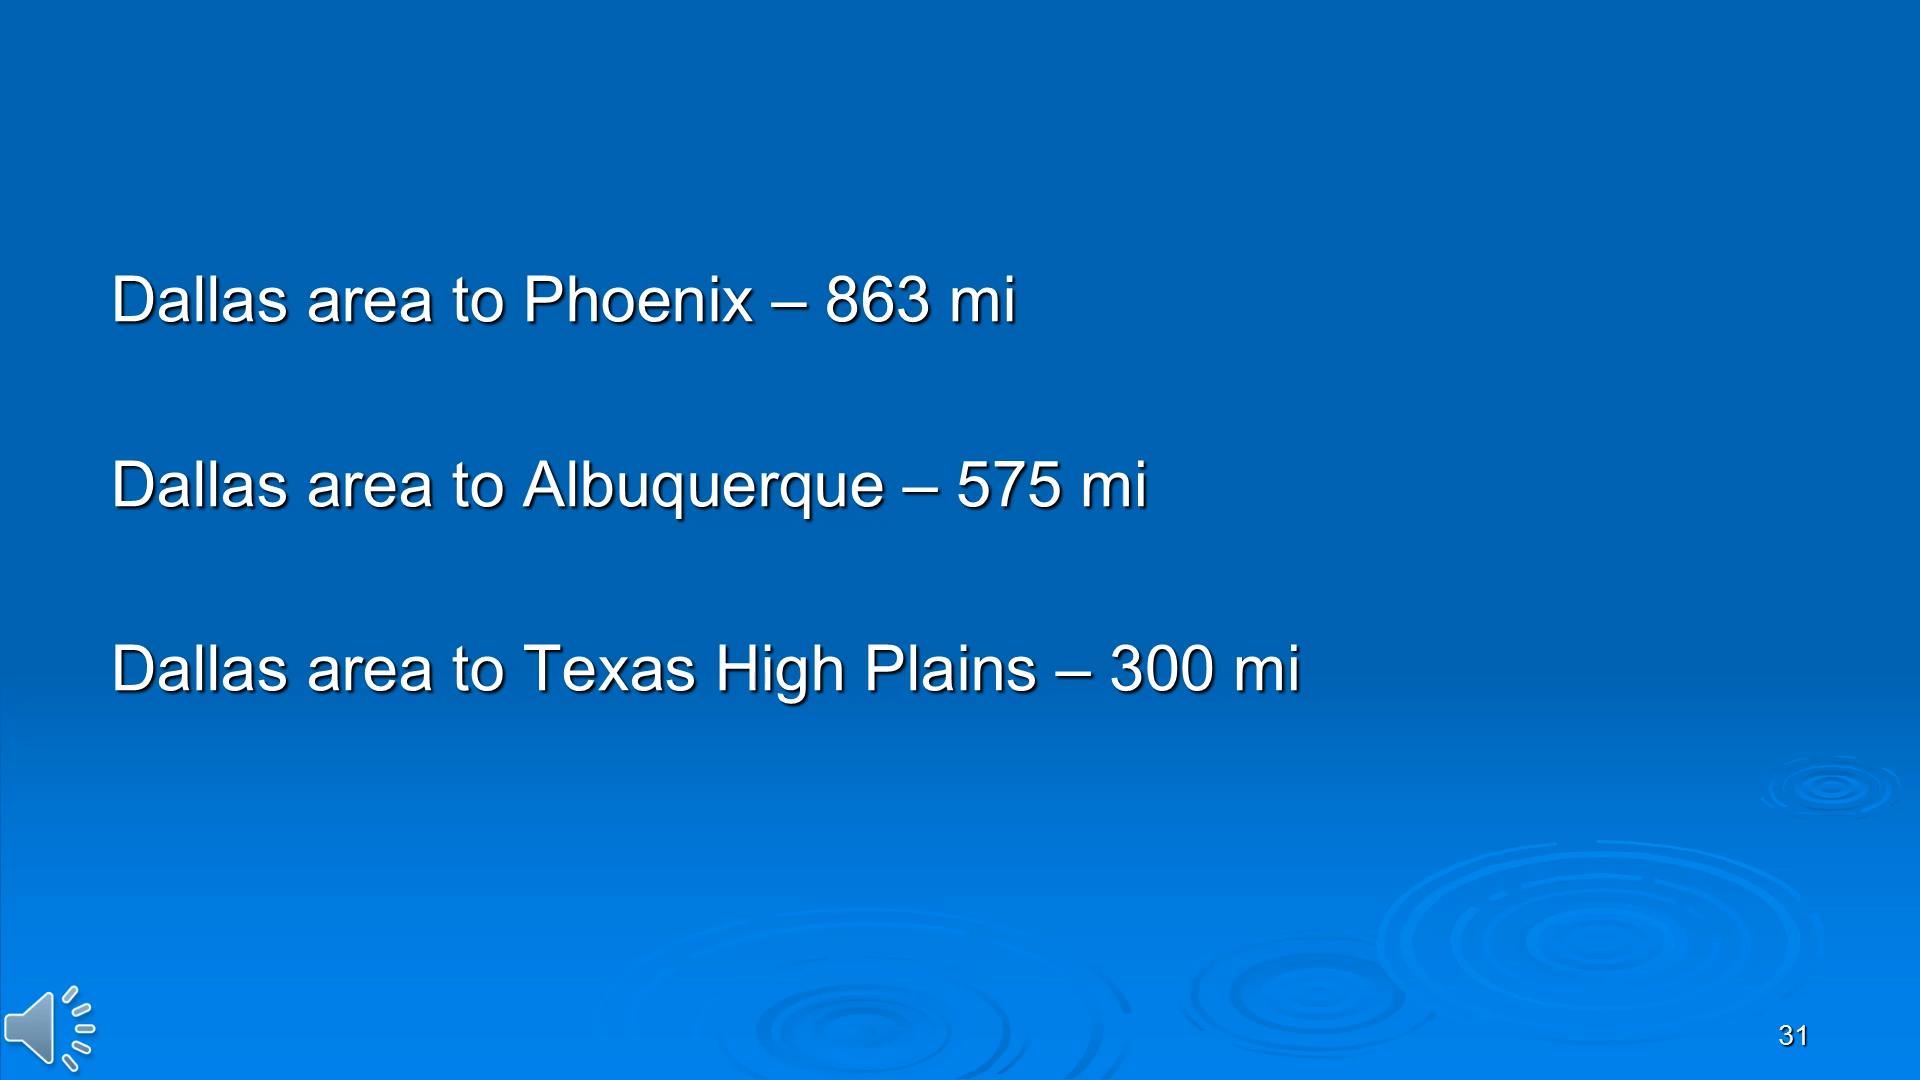 Dallas area to Phoenix – 863 mi
Dallas area to Albuquerque – 575 mi
Dallas area to Texas High Plains – 300 mi
31